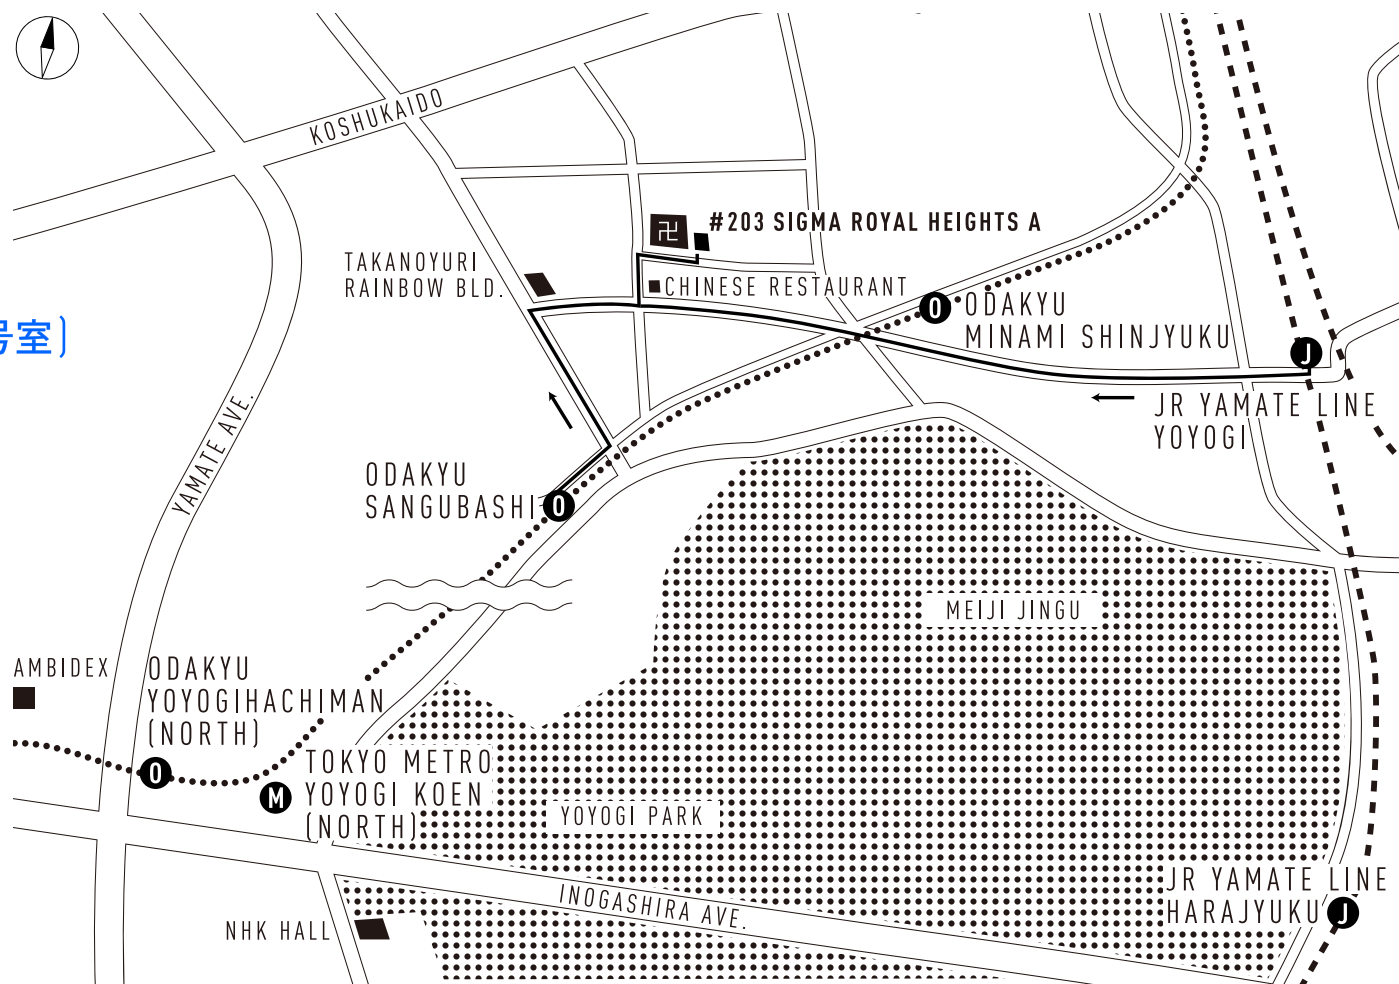 KOSHUKAIDO
卍
#203 SIGMA ROYAL HEIGHTS A
TAKANOYURI
RAINBOW BLD.
CHINESE RESTAURANT
O
ODAKYU
MINAMI SHINJYUKU
号室]
J
JR YAMATE LINE
YOYOGI
YAMATE AVE.
ODAKYU
SANGUBASHI
O
MEIJI JINGU
AMBIDEX
ODAKYU
YOYOGIHACHIMAN
(NORTH)
O
M
TOKYO METRO
YOYOGI KOEN
(NORTH)
YOYOGI PARK
INOGASHIRA AVE.
NHK HALL
JR YAMATE LINE
HARAJYUKU
J